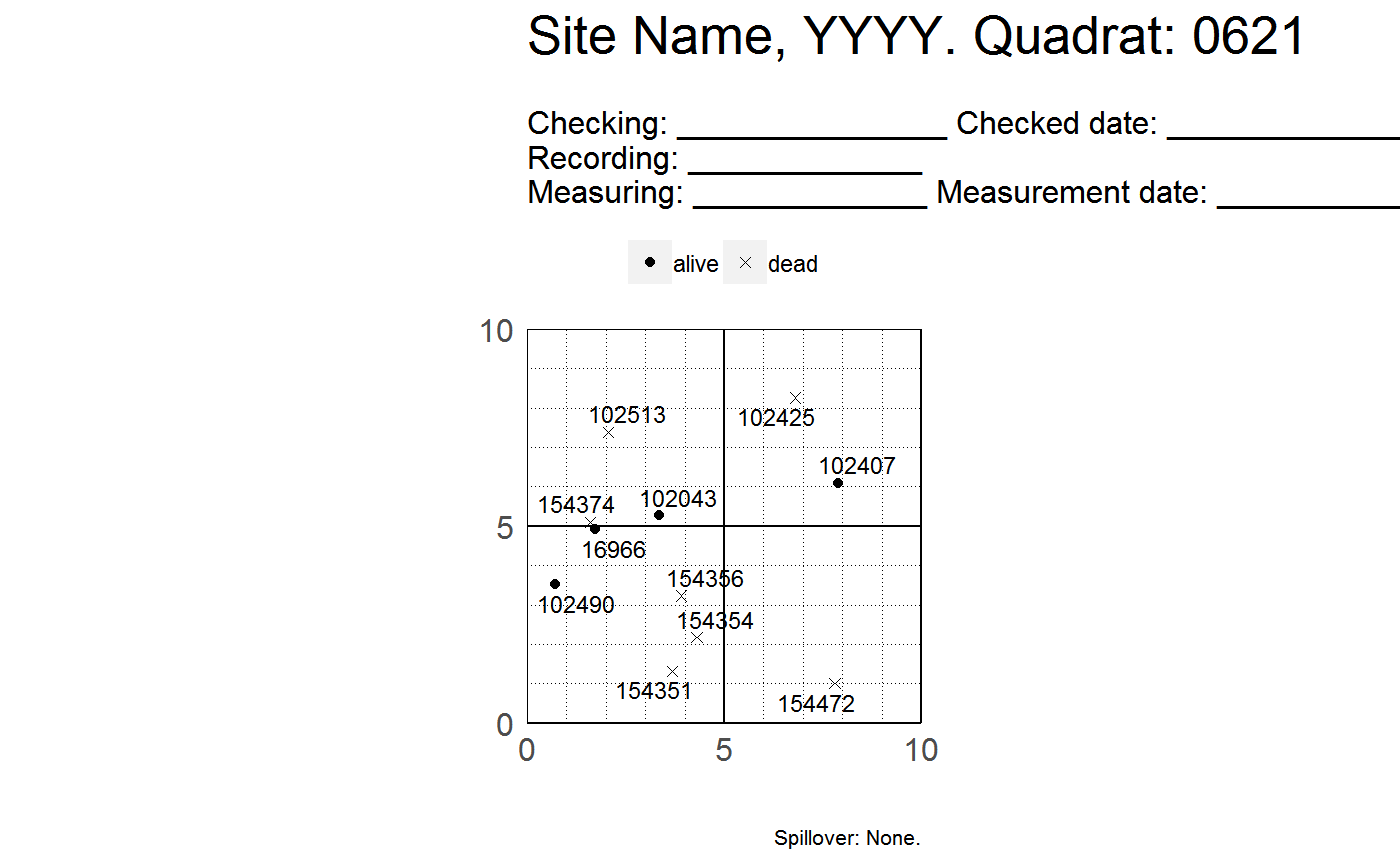 Site Name, YYYY. Quadrat: 0621
Checking: ________________ Checked date: ______________
Recording: ______________
Measuring: ______________ Measurement date: ___________
alive dead
10
102513
102425
102407
154374
102043
5
16966
154356
102490
154354
154351
154472
0
0 5 10
Spillover: None.